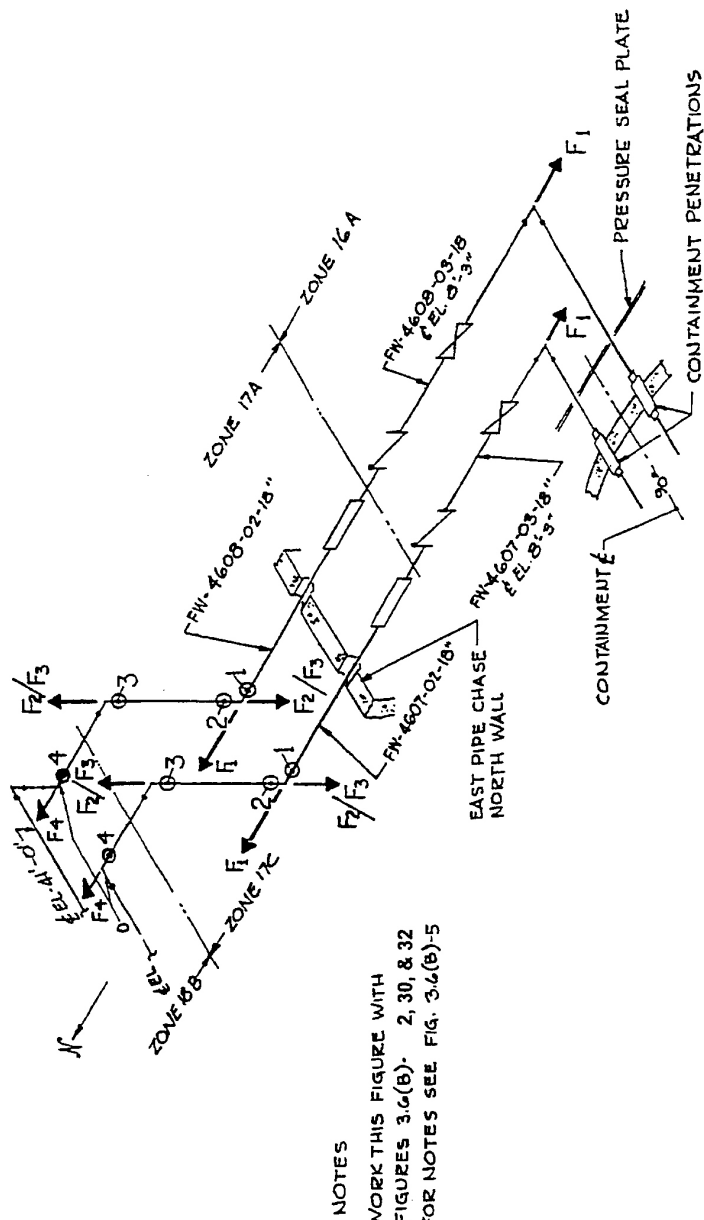 ZONE 16A
ZONE 17A
F₁
FW-4608-03-18
℄ EL. 8'-3"
F₁
PRESSURE SEAL PLATE
CONTAINMENT PENETRATIONS
FW-4608-02-18"
FW-4607-03-18"
℄ EL. 8'-3"
90°
CONTAINMENT ℄
EAST PIPE CHASE
NORTH WALL
FW-4607-02-18"
F₂/F₃
3
2
1
F₂/F₃
F₁
4
F₄
F₂/F₃
3
2
1
F₂/F₃
F₁
4
F₄
℄ EL-41'-0"
℄ EL
D
ZONE 18B
ZONE 17C
N
NOTES
WORK THIS FIGURE WITH
FIGURES 3.6(B)- 2, 30, & 32
FOR NOTES SEE FIG. 3.6(B)-5